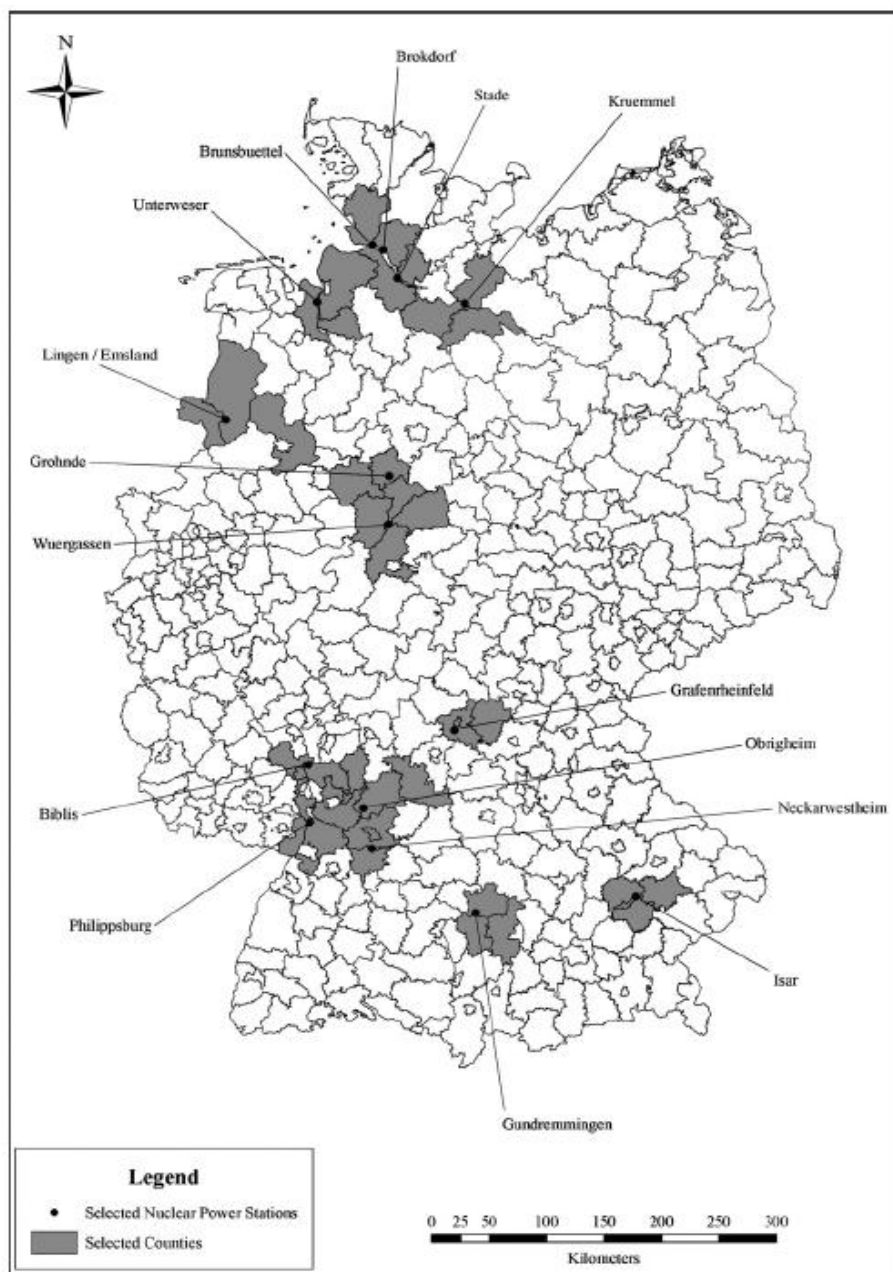 N
Brokdorf
Stade
Kruemmel
Brunsbuettel
Unterweser
Lingen / Emsland
Grohnde
Wuergassen
Grafenrheinfeld
Obrigheim
Biblis
Neckarwestheim
Philippsburg
Isar
Gundremmingen
Legend
Selected Nuclear Power Stations
Selected Counties
0 25 50 100 150 200 250 300
Kilometers